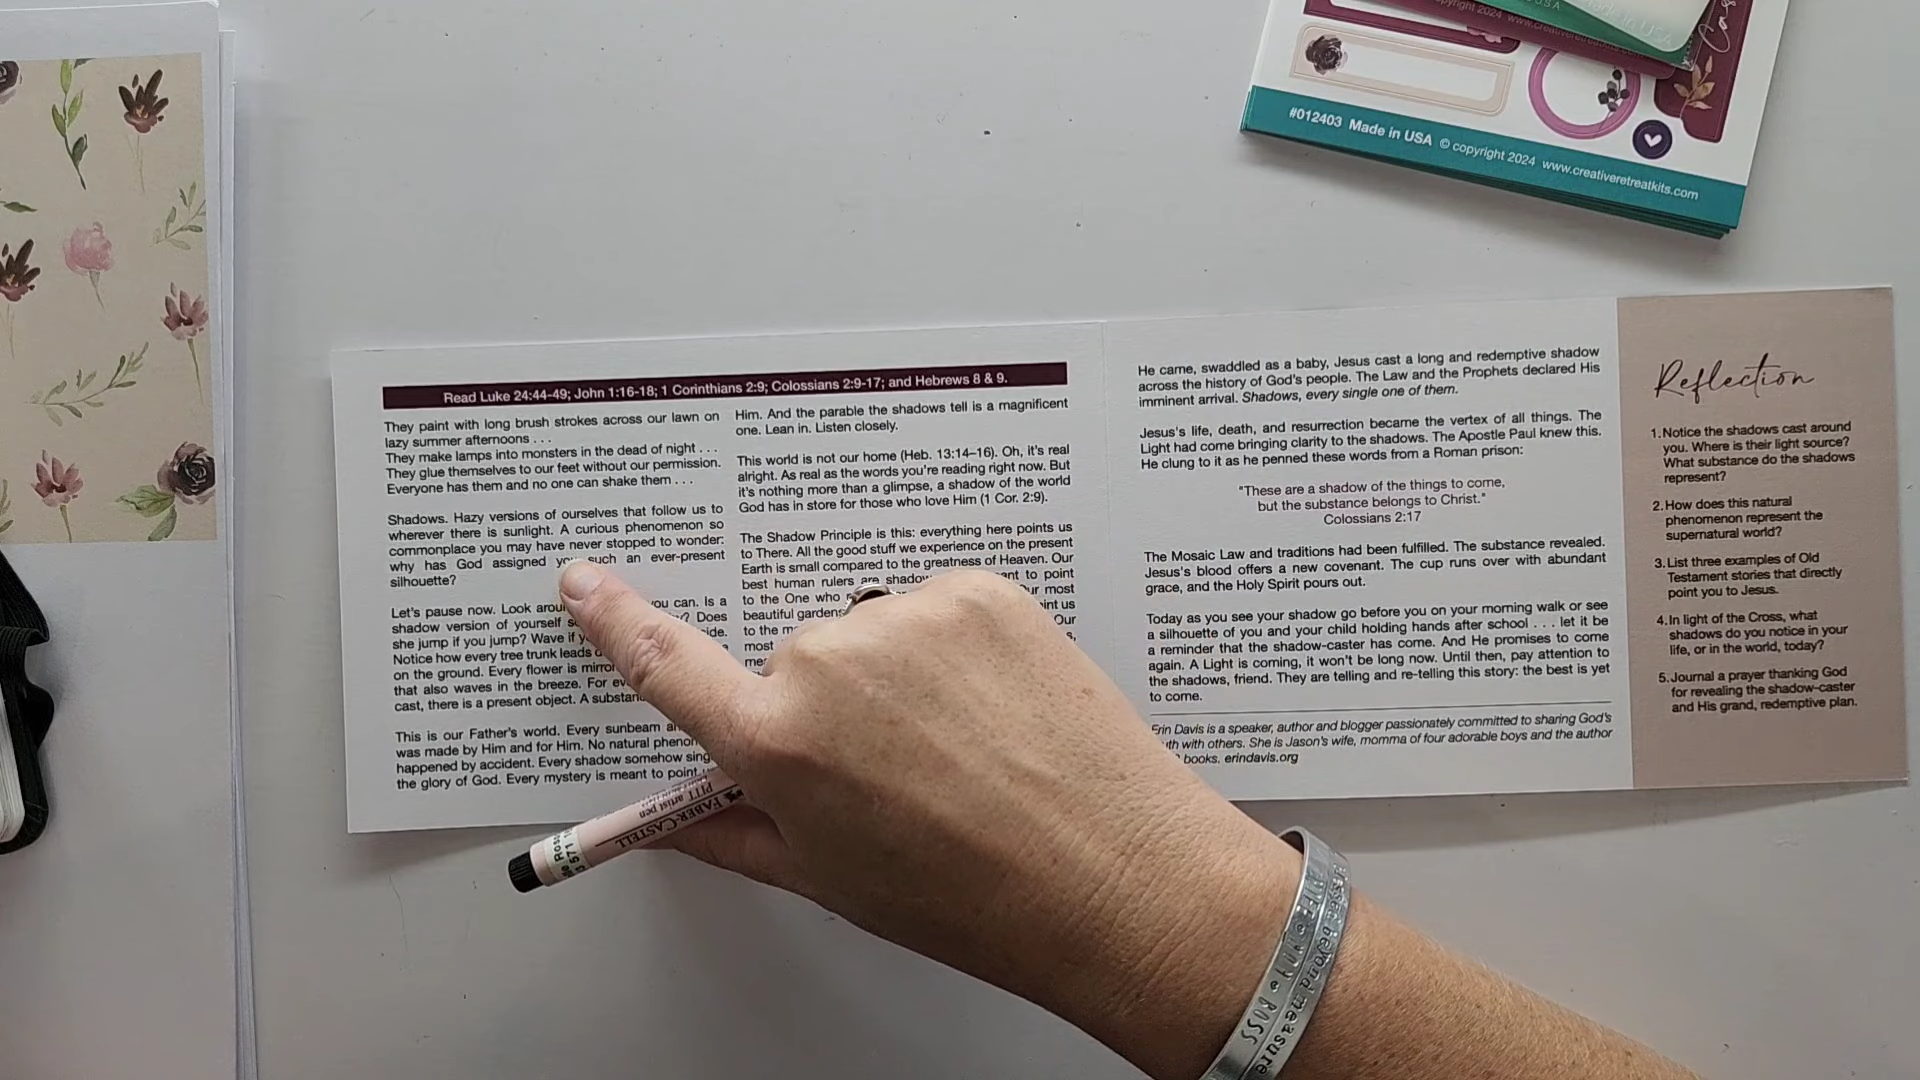 Read Luke 24:44-49; John 1:16-18; 1 Corinthians 2:9; Colossians 2:9-17; and Hebrews 8 & 9.
They paint with long brush strokes across our lawn on
lazy summer afternoons . . .
They make lamps into monsters in the dead of night . . .
They glue themselves to our feet without our permission.
Everyone has them and no one can shake them . . .
Shadows. Hazy versions of ourselves that follow us to
wherever there is sunlight. A curious phenomenon so
commonplace you may have never stopped to wonder:
why has God assigned you such an ever-present
silhouette?
Let's pause now. Look you can. Is a
shadow version of yourself Does
she jump if you jump? Wave if
Notice how every tree trunk leads
on the ground. Every flower is
that also waves in the breeze. For
cast, there is a present object. A
This is our Father's world. Every sunbeam
was made by Him and for Him. No natural
happened by accident. Every shadow somehow
the glory of God. Every mystery is meant to point
Him. And the parable the shadows tell is a magnificent
one. Lean in. Listen closely.
This world is not our home (Heb. 13:14–16). Oh, it's real
alright. As real as the words you're reading right now. But
it's nothing more than a glimpse, a shadow of the world
God has in store for those who love Him (1 Cor. 2:9).
The Shadow Principle is this: everything here points us
to There. All the good stuff we experience on the present
Earth is small compared to the greatness of Heaven. Our
best human rulers are to point
to the One who most
beautiful gardens us
to the Our
most
He came, swaddled as a baby, Jesus cast a long and redemptive shadow
across the history of God's people. The Law and the Prophets declared His
imminent arrival. Shadows, every single one of them.
Jesus's life, death, and resurrection became the vertex of all things. The
Light had come bringing clarity to the shadows. The Apostle Paul knew this.
He clung to it as he penned these words from a Roman prison:
"These are a shadow of the things to come,
but the substance belongs to Christ."
Colossians 2:17
The Mosaic Law and traditions had been fulfilled. The substance revealed.
Jesus's blood offers a new covenant. The cup runs over with abundant
grace, and the Holy Spirit pours out.
Today as you see your shadow go before you on your morning walk or see
a silhouette of you and your child holding hands after school . . . let it be
a reminder that the shadow-caster has come. And He promises to come
again. A Light is coming, it won't be long now. Until then, pay attention to
the shadows, friend. They are telling and re-telling this story: the best is yet
to come.
Erin Davis is a speaker, author and blogger passionately committed to sharing God's
with others. She is Jason's wife, momma of four adorable boys and the author
books. erindavis.org
Reflection
1. Notice the shadows cast around
you. Where is their light source?
What substance do the shadows
represent?
2. How does this natural
phenomenon represent the
supernatural world?
3. List three examples of Old
Testament stories that directly
point you to Jesus.
4. In light of the Cross, what
shadows do you notice in your
life, or in the world, today?
5. Journal a prayer thanking God
for revealing the shadow-caster
and His grand, redemptive plan.
#012403 Made in USA © copyright 2024 www.creativeretreatkits.com
FABER-CASTELL
PITT artist pen
blessed beyond measure
WIFE MOM BOSS